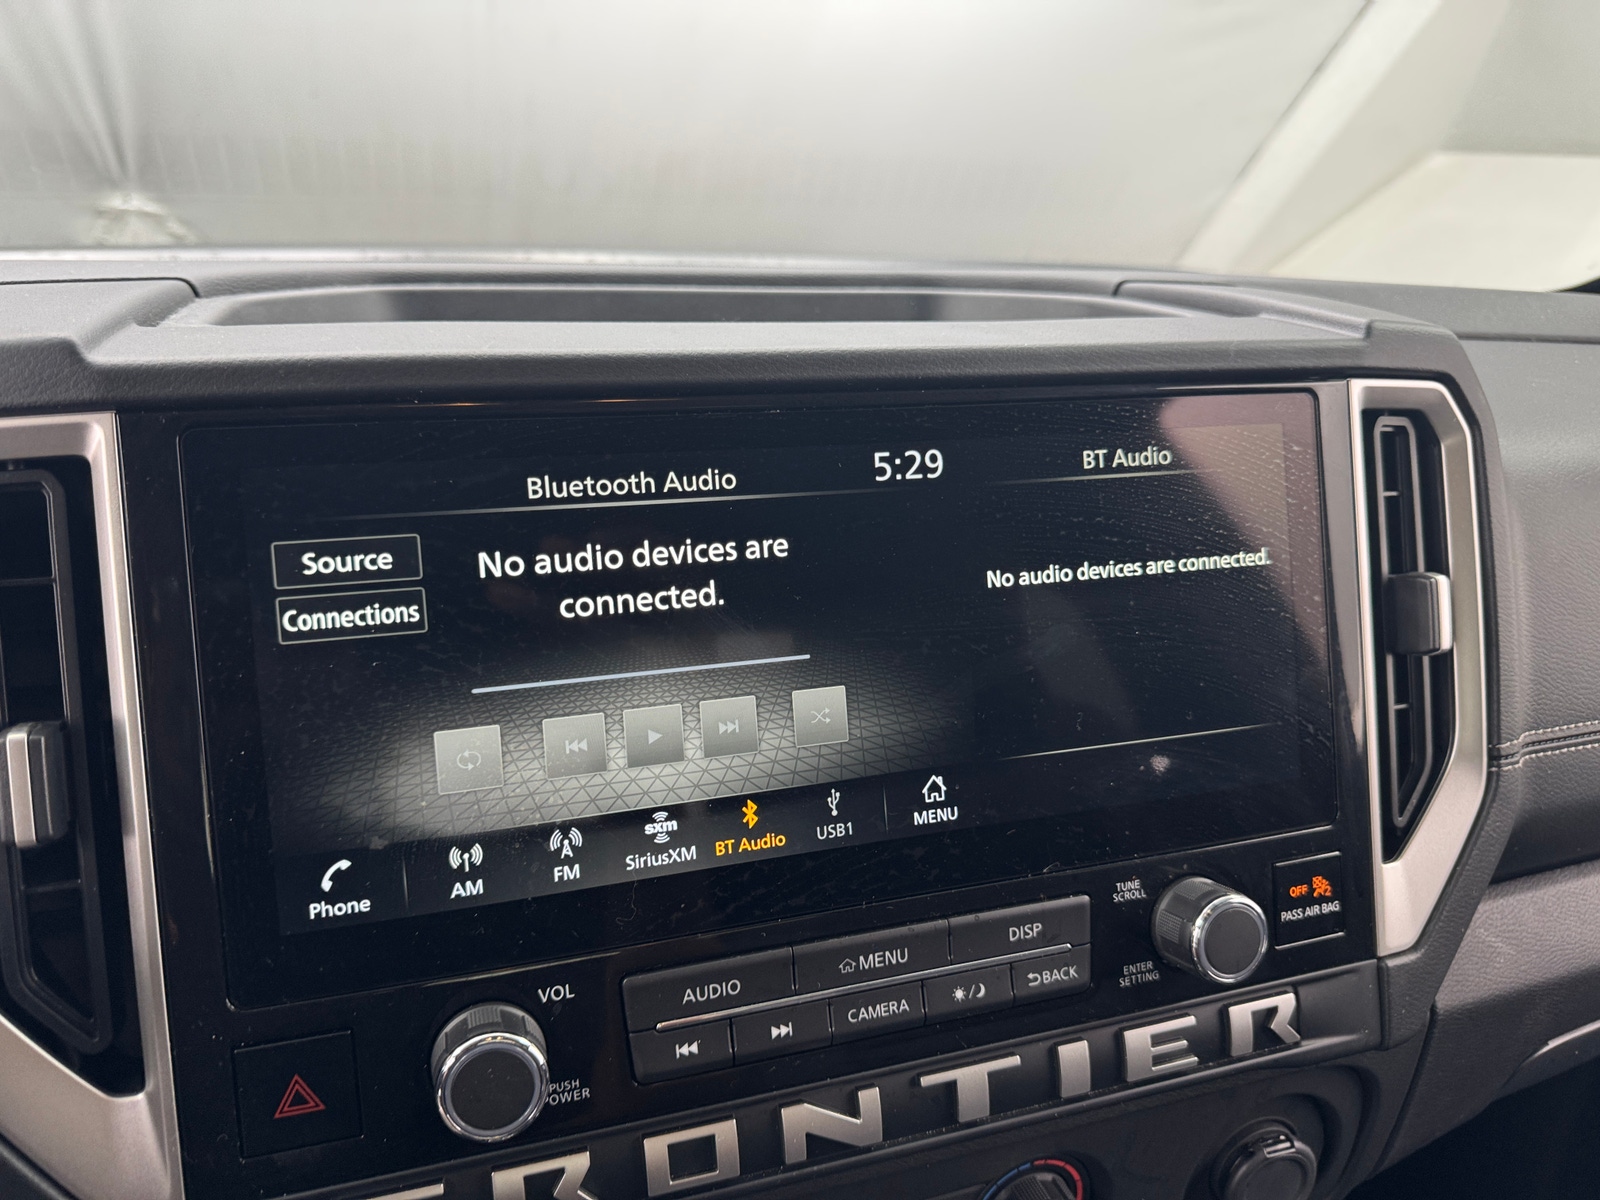 Bluetooth Audio
5:29
BT Audio
Source
Connections
No audio devices are
connected.
No audio devices are connected.
Phone
AM
FM
sxm
SiriusXM
BT Audio
USB1
MENU
TUNE
SCROLL
OFF 2
PASS AIR BAG
VOL
AUDIO
MENU
DISP
CAMERA
BACK
ENTER
SETTING
PUSH
POWER
FRONTIER